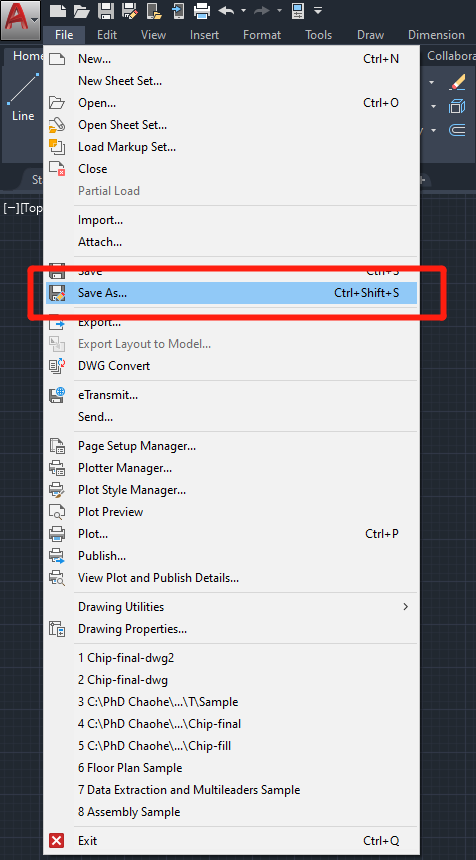 A
File Edit View Insert Format Tools Draw Dimension
Home
Collabora
Line
[−][Top
New... Ctrl+N
New Sheet Set...
Open... Ctrl+O
Open Sheet Set...
Load Markup Set...
Close
Partial Load
Import...
Attach...
Save Ctrl+S
Save As... Ctrl+Shift+S
Export...
Export Layout to Model...
DWG Convert
eTransmit...
Send...
Page Setup Manager...
Plotter Manager...
Plot Style Manager...
Plot Preview
Plot... Ctrl+P
Publish...
View Plot and Publish Details...
Drawing Utilities
Drawing Properties...
1 Chip-final-dwg2
2 Chip-final-dwg
3 C:\PhD Chaohe\...\T\Sample
4 C:\PhD Chaohe\...\Chip-final
5 C:\PhD Chaohe\...\Chip-fill
6 Floor Plan Sample
7 Data Extraction and Multileaders Sample
8 Assembly Sample
Exit Ctrl+Q